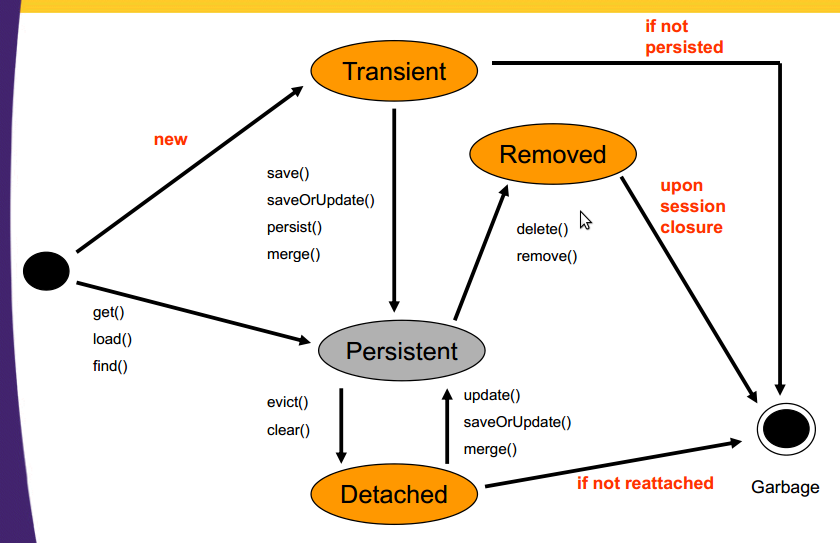 if not
persisted
Transient
new
Removed
save()
saveOrUpdate()
persist()
merge()
upon
session
closure
delete()
remove()
get()
load()
find()
Persistent
evict()
clear()
update()
saveOrUpdate()
merge()
Detached
if not reattached
Garbage